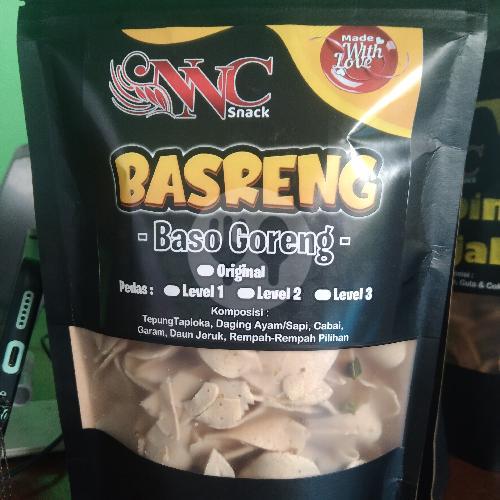 Made
With
Love
NNC
Snack
BASRENG
- Baso Goreng -
Original
Pedas : Level 1 Level 2 Level 3
Komposisi :
TepungTapioka, Daging Ayam/Sapi, Cabai,
Garam, Daun Jeruk, Rempah-Rempah Pilihan